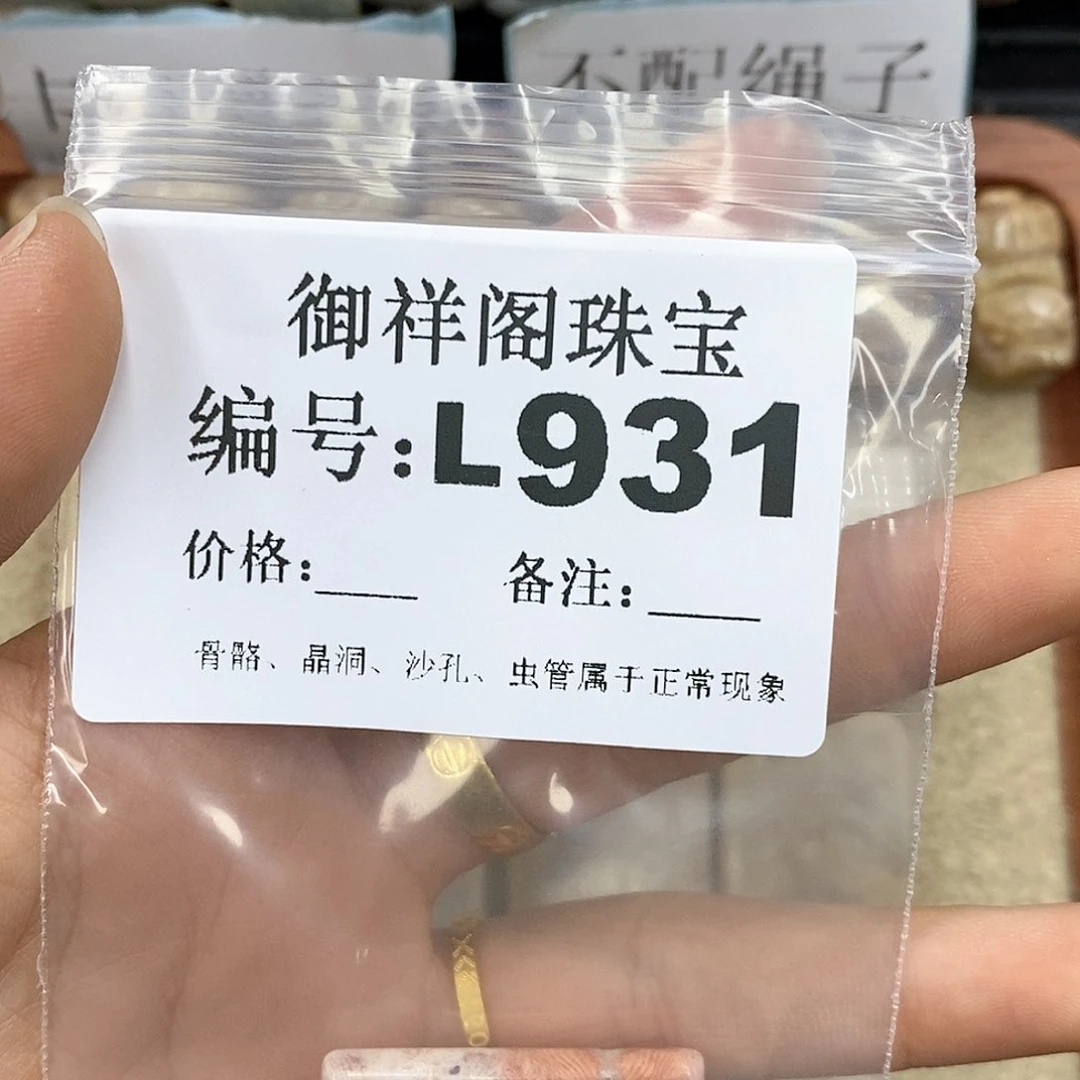 不配绳子
御祥阁珠宝
编号:L931
价格:____ 备注:____
骨骼、晶洞、沙孔、虫管属于正常现象